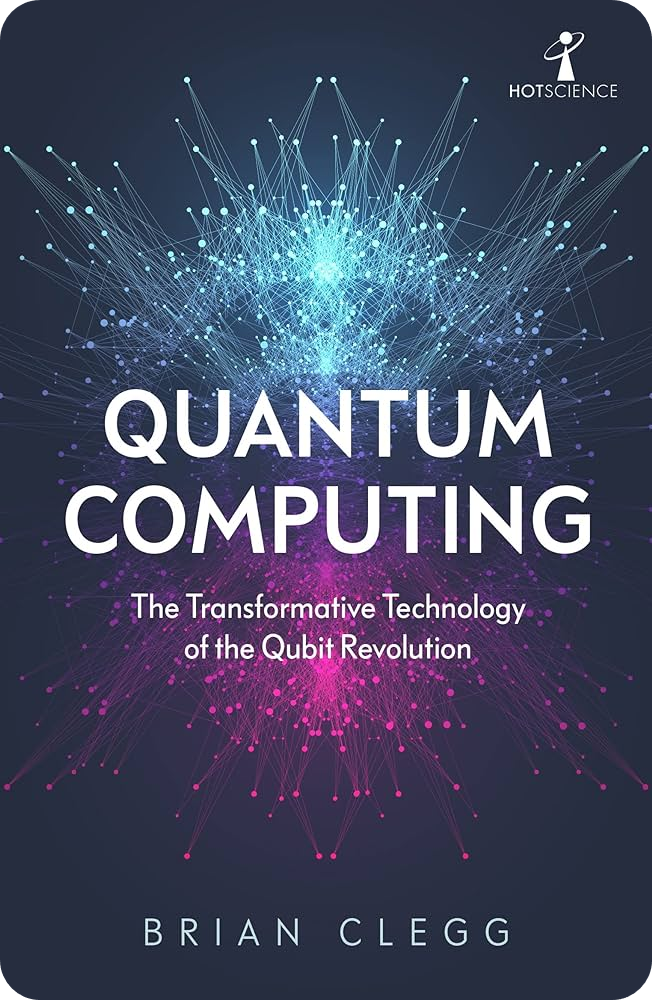 HOTSCIENCE
QUANTUM
COMPUTING
The Transformative Technology
of the Qubit Revolution
BRIAN CLEGG